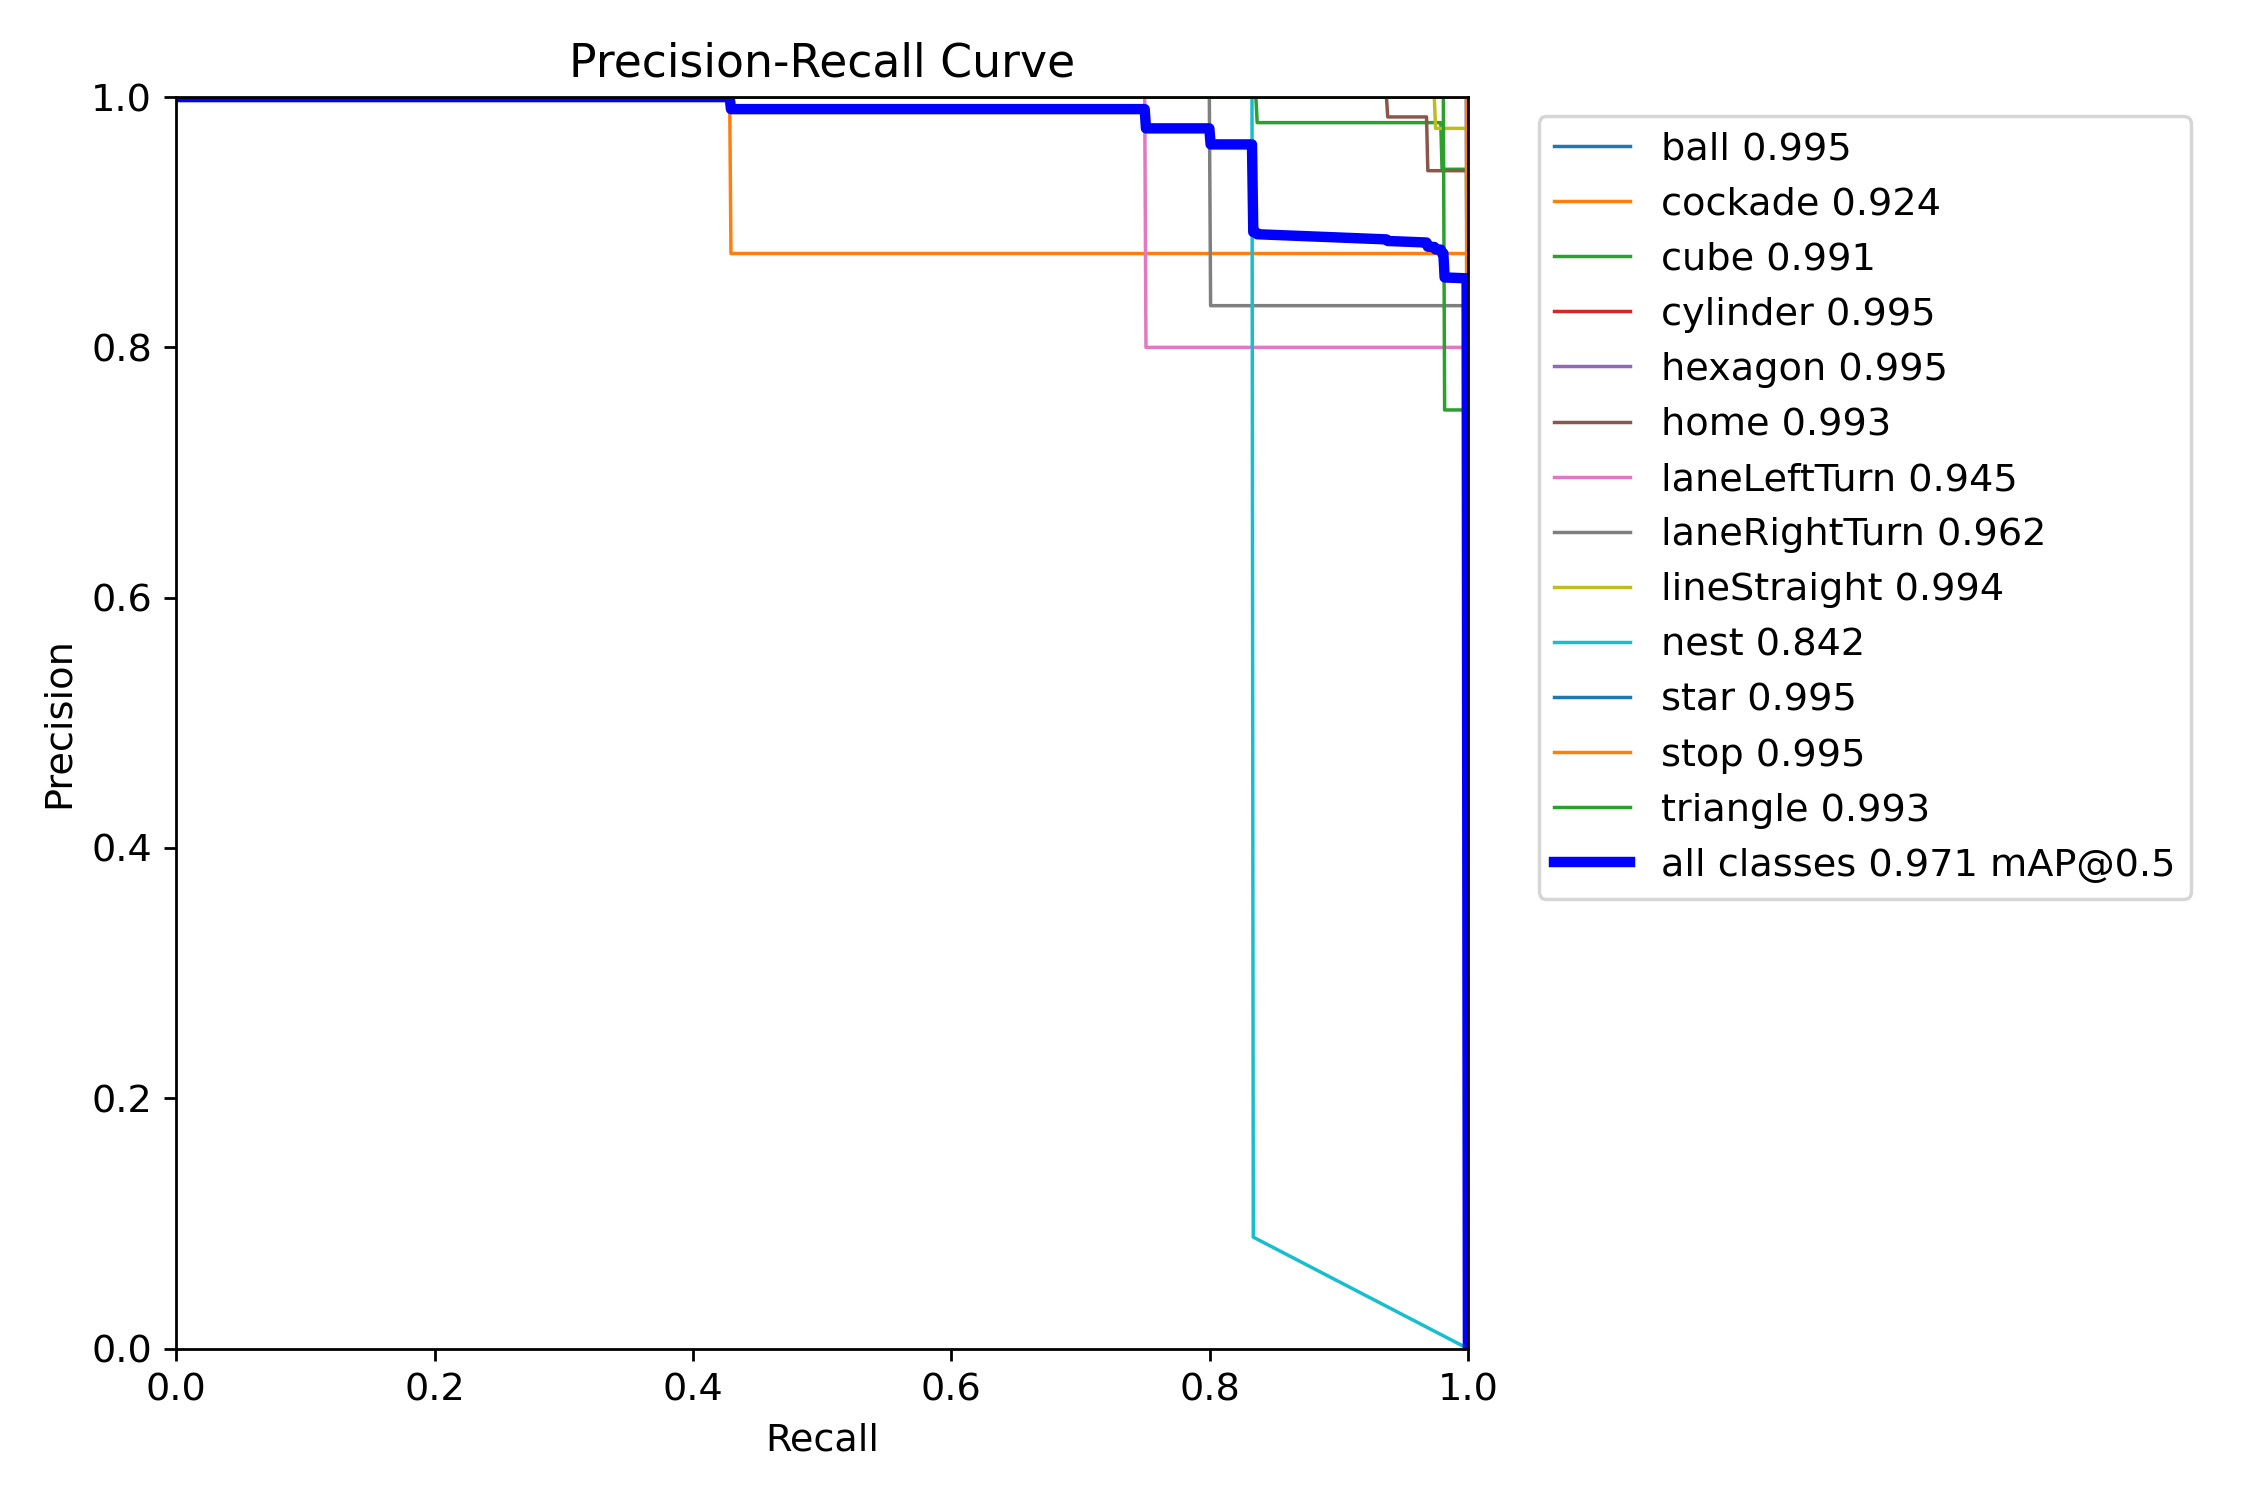 Precision-Recall Curve
1.0
0.8
0.6
0.4
0.2
0.0
Precision
0.0 0.2 0.4 0.6 0.8 1.0
Recall
ball 0.995
cockade 0.924
cube 0.991
cylinder 0.995
hexagon 0.995
home 0.993
laneLeftTurn 0.945
laneRightTurn 0.962
lineStraight 0.994
nest 0.842
star 0.995
stop 0.995
triangle 0.993
all classes 0.971 mAP@0.5